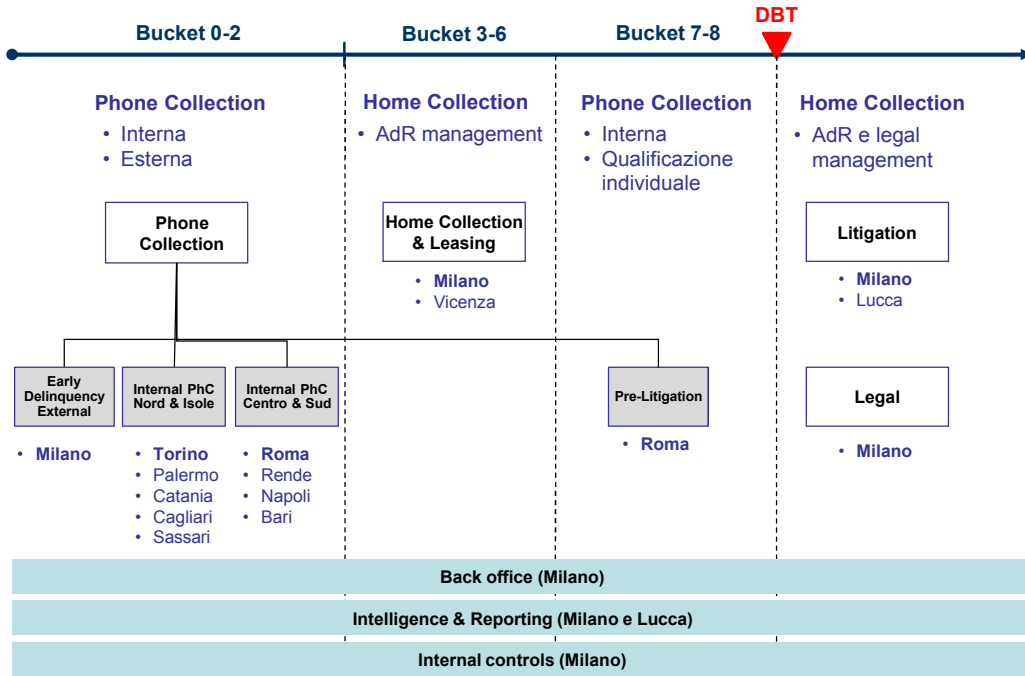 DBT
Bucket 0-2
Bucket 3-6
Bucket 7-8
Phone Collection
• Interna
• Esterna
Home Collection
• AdR management
Phone Collection
• Interna
• Qualificazione
individuale
Home Collection
• AdR e legal
management
Phone
Collection
Home Collection
& Leasing
• Milano
• Vicenza
Litigation
• Milano
• Lucca
Early
Delinquency
External
• Milano
Internal PhC
Nord & Isole
• Torino
• Palermo
• Catania
• Cagliari
• Sassari
Internal PhC
Centro & Sud
• Roma
• Rende
• Napoli
• Bari
Pre-Litigation
• Roma
Legal
• Milano
Back office (Milano)
Intelligence & Reporting (Milano e Lucca)
Internal controls (Milano)